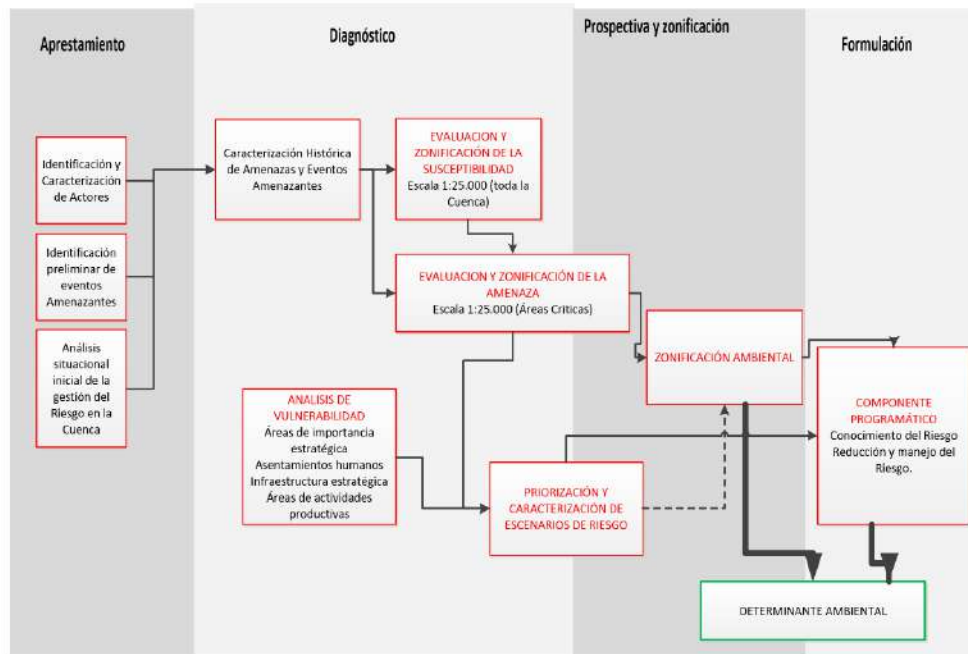 Aprestamiento
Diagnóstico
Prospectiva y zonificación
Formulación
Identificación y
Caracterización
de Actores
Identificación
preliminar de
eventos
Amenazantes
Análisis
situacional
inicial de la
gestión del
Riesgo en la
Cuenca
Caracterización Histórica
de Amenazas y Eventos
Amenazantes
EVALUACION Y
ZONIFICACIÓN DE LA
SUSCEPTIBILIDAD
Escala 1:25.000 (toda la
Cuenca)
EVALUACION Y ZONIFICACIÓN DE LA
AMENAZA
Escala 1:25.000 (Áreas Criticas)
ANALISIS DE
VULNERABILIDAD
Áreas de importancia
estratégica
Asentamientos humanos
Infraestructura estratégica
Áreas de actividades
productivas
PRIORIZACIÓN Y
CARACTERIZACIÓN DE
ESCENARIOS DE RIESGO
ZONIFICACIÓN AMBIENTAL
COMPONENTE
PROGRAMÁTICO
Conocimiento del Riesgo
Reducción y manejo del
Riesgo.
DETERMINANTE AMBIENTAL